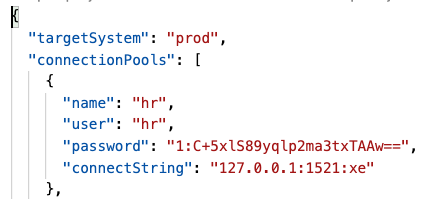 {
"targetSystem": "prod",
"connectionPools": [
{
"name": "hr",
"user": "hr",
"password": "1:C+5xlS89yqlp2ma3txTAAw==",
"connectString": "127.0.0.1:1521:xe"
},